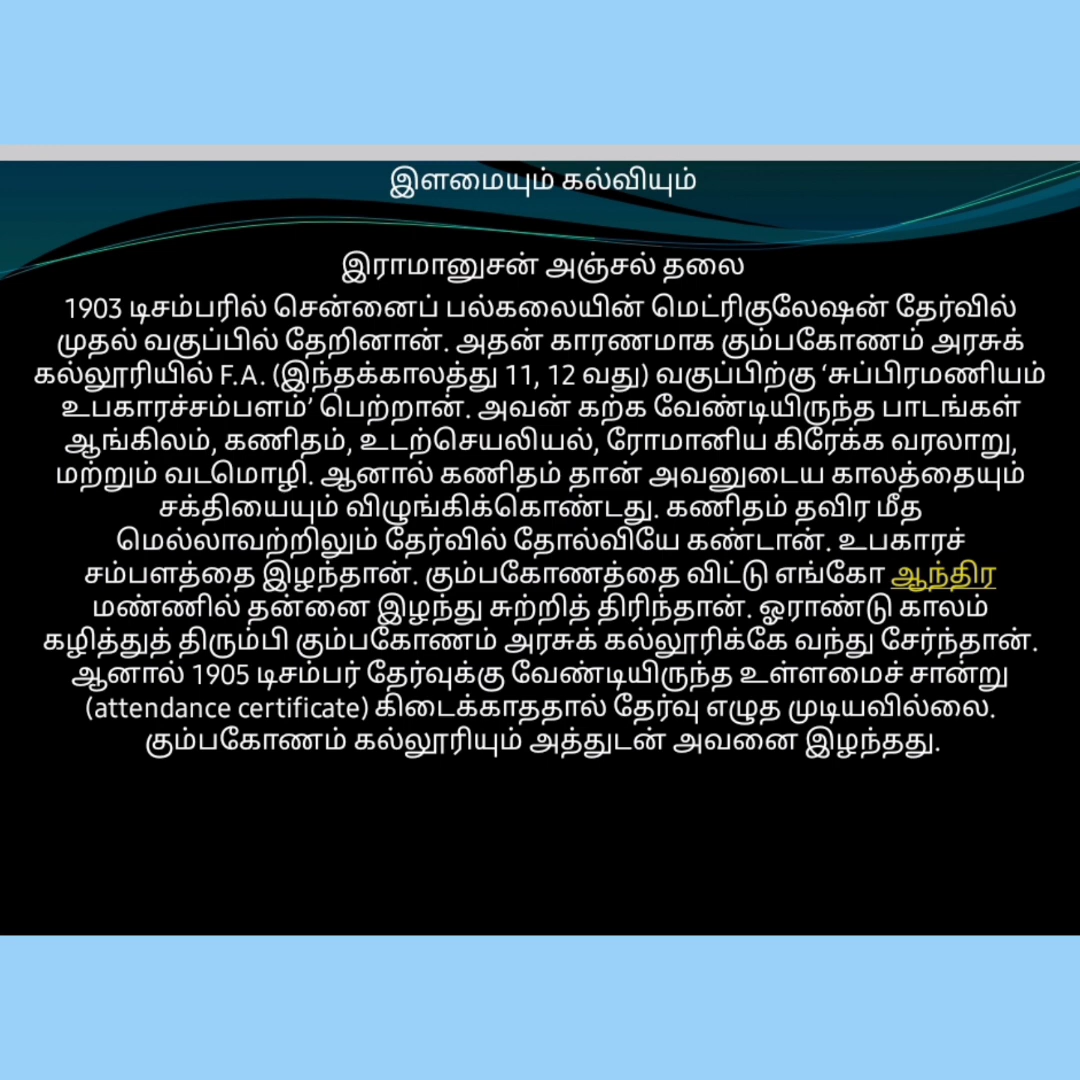 இளமையும் கல்வியும்
இராமானுசன் அஞ்சல் தலை
1903 டிசம்பரில் சென்னைப் பல்கலையின் மெட்ரிகுலேஷன் தேர்வில்
முதல் வகுப்பில் தேறினான். அதன் காரணமாக கும்பகோணம் அரசுக்
கல்லூரியில் F.A. (இந்தக்காலத்து 11, 12 வது) வகுப்பிற்கு ‘சுப்பிரமணியம்
உபகாரச்சம்பளம்’ பெற்றான். அவன் கற்க வேண்டியிருந்த பாடங்கள்
ஆங்கிலம், கணிதம், உடற்செயலியல், ரோமானிய கிரேக்க வரலாறு,
மற்றும் வடமொழி. ஆனால் கணிதம் தான் அவனுடைய காலத்தையும்
சக்தியையும் விழுங்கிக்கொண்டது. கணிதம் தவிர மீத
மெல்லாவற்றிலும் தேர்வில் தோல்வியே கண்டான். உபகாரச்
சம்பளத்தை இழந்தான். கும்பகோணத்தை விட்டு எங்கோ ஆந்திர
மண்ணில் தன்னை இழந்து சுற்றித் திரிந்தான். ஓராண்டு காலம்
கழித்துத் திரும்பி கும்பகோணம் அரசுக் கல்லூரிக்கே வந்து சேர்ந்தான்.
ஆனால் 1905 டிசம்பர் தேர்வுக்கு வேண்டியிருந்த உள்ளமைச் சான்று
(attendance certificate) கிடைக்காததால் தேர்வு எழுத முடியவில்லை.
கும்பகோணம் கல்லூரியும் அத்துடன் அவனை இழந்தது.